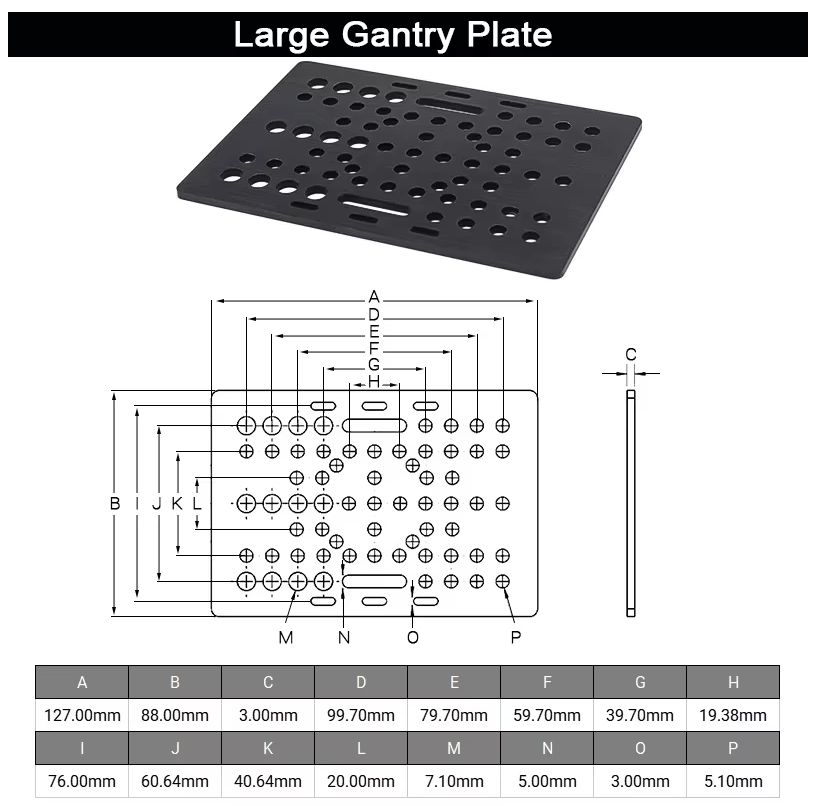 Large Gantry Plate
A
D
E
F
G
H
C
B I J K L
M N O P
A B C D E F G H
127.00mm 88.00mm 3.00mm 99.70mm 79.70mm 59.70mm 39.70mm 19.38mm
I J K L M N O P
76.00mm 60.64mm 40.64mm 20.00mm 7.10mm 5.00mm 3.00mm 5.10mm